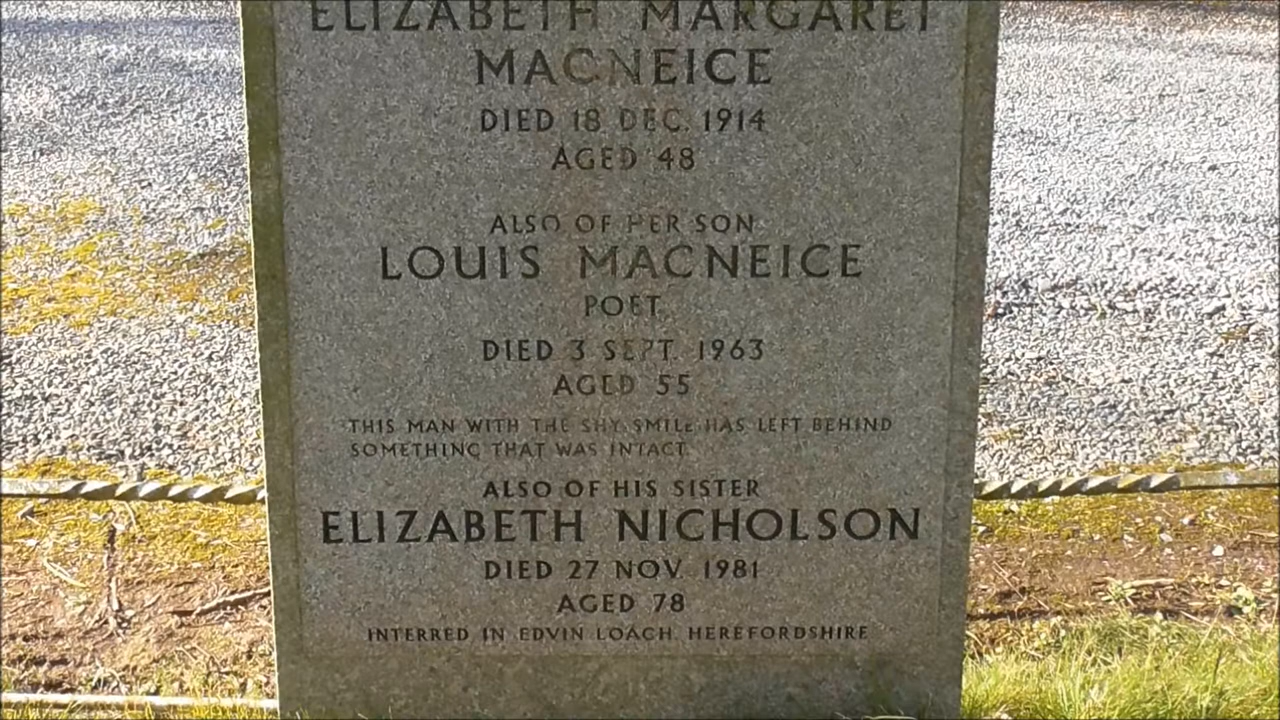 ELIZABETH MARGARET
MACNEICE
DIED 18 DEC. 1914
AGED 48
ALSO OF HER SON
LOUIS MACNEICE
POET
DIED 3 SEPT. 1963
AGED 55
THIS MAN WITH THE SHY SMILE HAS LEFT BEHIND
SOMETHING THAT WAS INTACT.
ALSO OF HIS SISTER
ELIZABETH NICHOLSON
DIED 27 NOV. 1981
AGED 78
INTERRED IN EDVIN LOACH, HEREFORDSHIRE